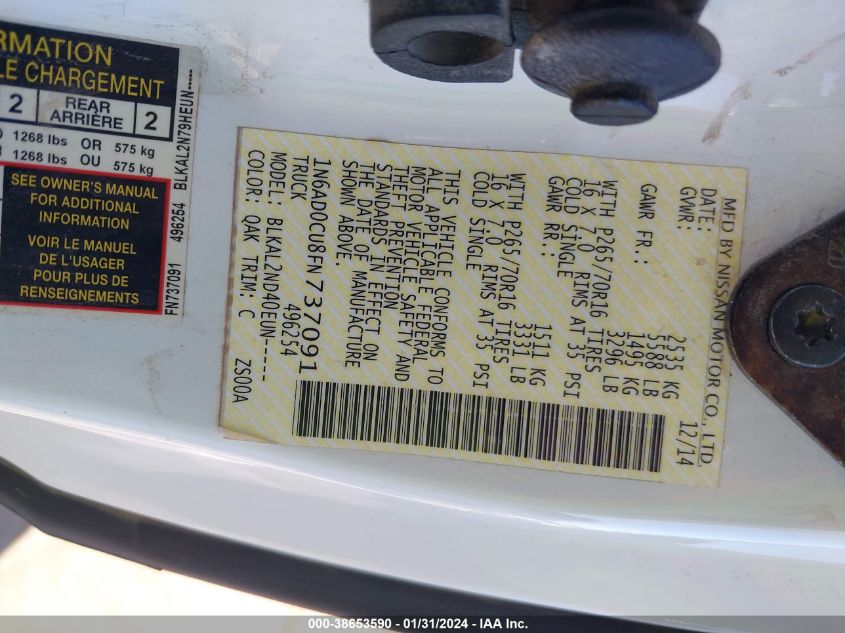 RMATION
LE CHARGEMENT
2 REAR ARRIÈRE 2
1268 lbs OR 575 kg
1268 lbs OU 575 kg
SEE OWNER'S MANUAL
FOR ADDITIONAL
INFORMATION
VOIR LE MANUEL
DE L'USAGER
POUR PLUS DE
RENSEIGNEMENTS
FN737091 496254 BLKAL2N79HEUN-----
MFD BY NISSAN MOTOR CO., LTD
DATE: 12/14
GVWR: 2535 KG
5588 LB
GAWR FR.: 1495 KG
3296 LB
WITH P265/70R16 TIRES
16 X 7.0 RIMS AT 35 PSI
COLD SINGLE
GAWR RR.: 1511 KG
3331 LB
WITH P265/70R16 TIRES
16 X 7.0 RIMS AT 35 PSI
COLD SINGLE
THIS VEHICLE CONFORMS TO
ALL APPLICABLE FEDERAL
MOTOR VEHICLE SAFETY AND
THEFT PREVENTION
STANDARDS IN EFFECT ON
THE DATE OF MANUFACTURE
SHOWN ABOVE.
1N6AD0CU8FN737091
TRUCK 496254
MODEL: BLKAL2ND40EUN-----
COLOR: QAK TRIM: C ZS00A
000-38653590 - 01/31/2024 - IAA Inc.